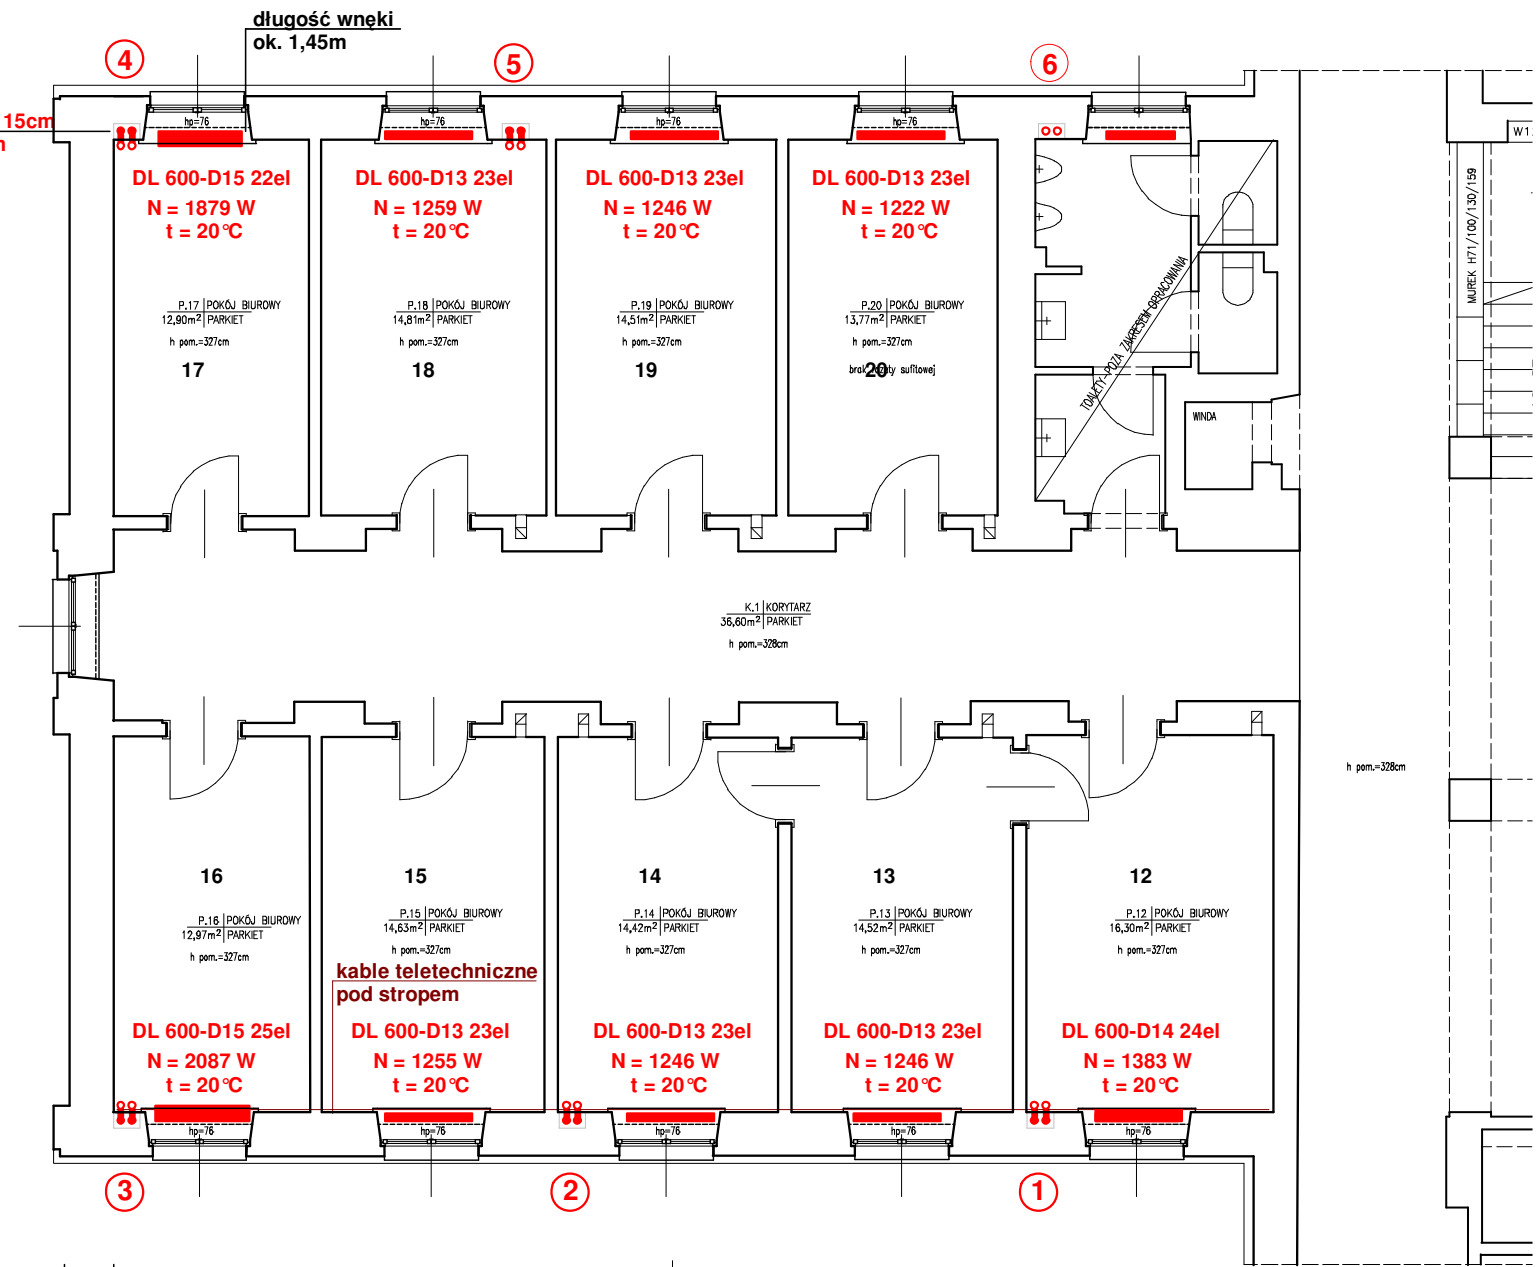 długość wnęki
ok. 1,45m
4
5
6
15cm
hp=76
hp=76
hp=76
hp=76
DL 600-D15 22el
N = 1879 W
t = 20°C
DL 600-D13 23el
N = 1259 W
t = 20°C
DL 600-D13 23el
N = 1246 W
t = 20°C
DL 600-D13 23el
N = 1222 W
t = 20°C
P.17 POKÓJ BIUROWY
12,90m² PARKIET
h pom.=327cm
17
P.18 POKÓJ BIUROWY
14,81m² PARKIET
h pom.=327cm
18
P.19 POKÓJ BIUROWY
14,51m² PARKIET
h pom.=327cm
19
P.20 POKÓJ BIUROWY
13,77m² PARKIET
h pom.=327cm
brak sufitowej
20
TOALETY-POZA ZAKRESEM OPRACOWANIA
WINDA
MUREK H71/100/130/159
K.1 KORYTARZ
36,60m² PARKIET
h pom.=328cm
h pom.=328cm
16
P.16 POKÓJ BIUROWY
12,97m² PARKIET
h pom.=327cm
15
P.15 POKÓJ BIUROWY
14,63m² PARKIET
h pom.=327cm
14
P.14 POKÓJ BIUROWY
14,42m² PARKIET
h pom.=327cm
13
P.13 POKÓJ BIUROWY
14,52m² PARKIET
h pom.=327cm
12
P.12 POKÓJ BIUROWY
16,30m² PARKIET
h pom.=327cm
kable teletechniczne
pod stropem
DL 600-D15 25el
N = 2087 W
t = 20°C
DL 600-D13 23el
N = 1255 W
t = 20°C
DL 600-D13 23el
N = 1246 W
t = 20°C
DL 600-D13 23el
N = 1246 W
t = 20°C
DL 600-D14 24el
N = 1383 W
t = 20°C
hp=76
hp=76
hp=76
hp=76
hp=76
3
2
1